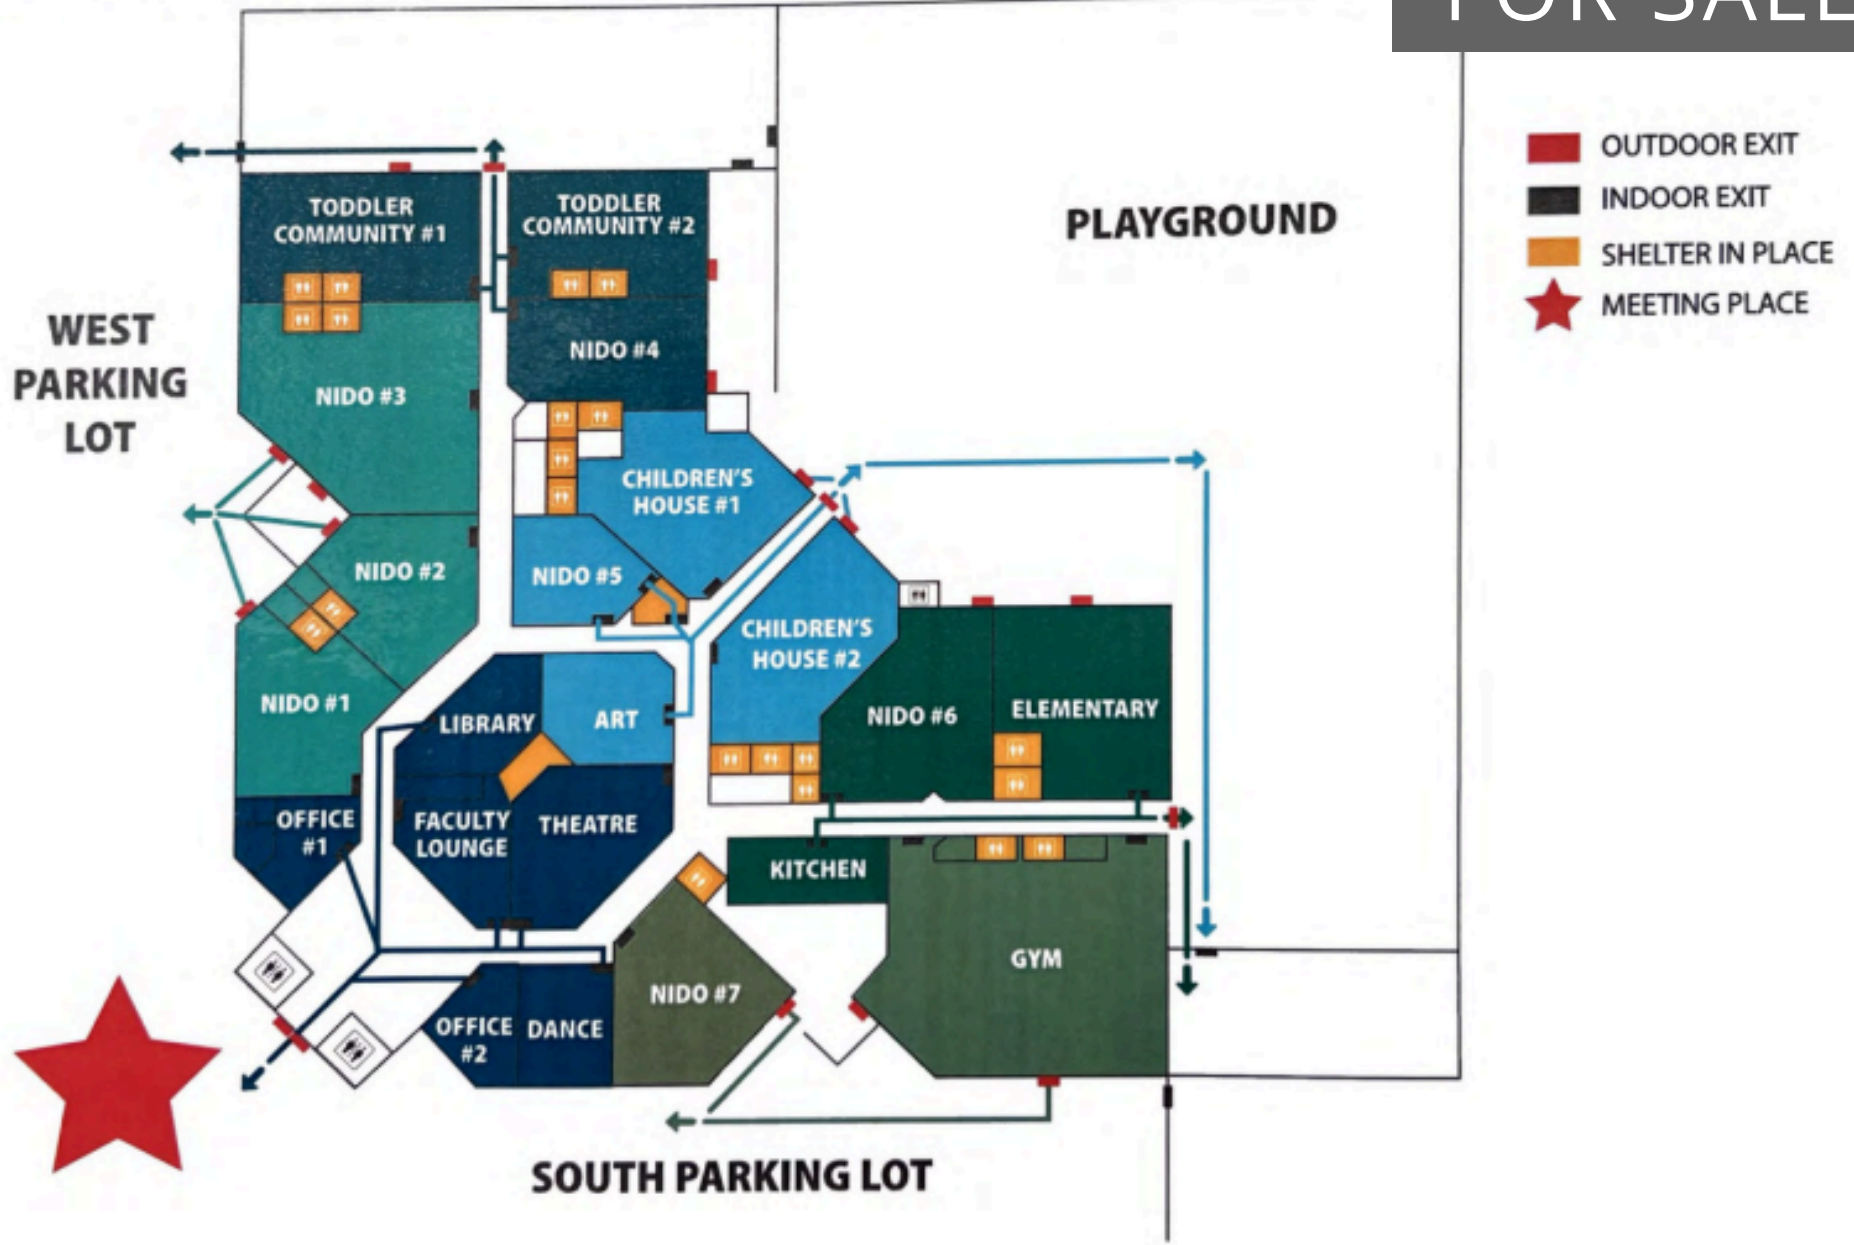 FOR SALE
OUTDOOR EXIT
INDOOR EXIT
SHELTER IN PLACE
MEETING PLACE
PLAYGROUND
WEST
PARKING
LOT
TODDLER
COMMUNITY #1
TODDLER
COMMUNITY #2
NIDO #3
NIDO #4
CHILDREN'S
HOUSE #1
NIDO #2
NIDO #5
CHILDREN'S
HOUSE #2
NIDO #1
LIBRARY
ART
NIDO #6
ELEMENTARY
OFFICE
#1
FACULTY
LOUNGE
THEATRE
KITCHEN
GYM
NIDO #7
OFFICE
#2
DANCE
SOUTH PARKING LOT